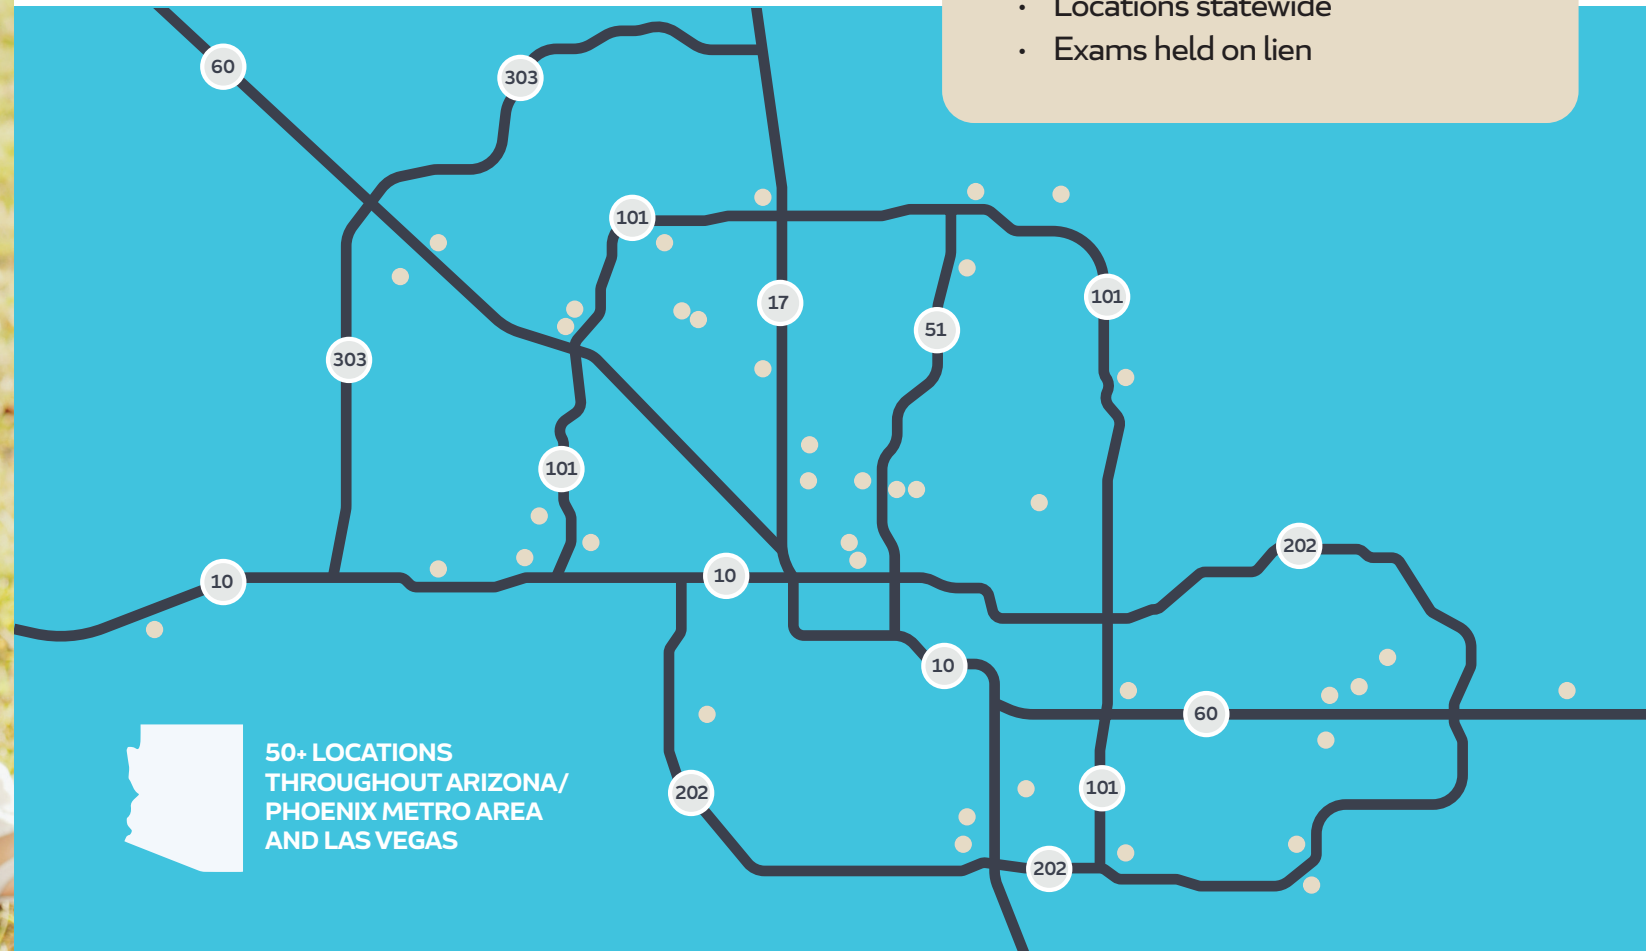 • Locations statewide
• Exams held on lien
60
303
101
17
101
51
303
101
202
10
10
10
60
50+ LOCATIONS
THROUGHOUT ARIZONA/
PHOENIX METRO AREA
AND LAS VEGAS
202
101
202